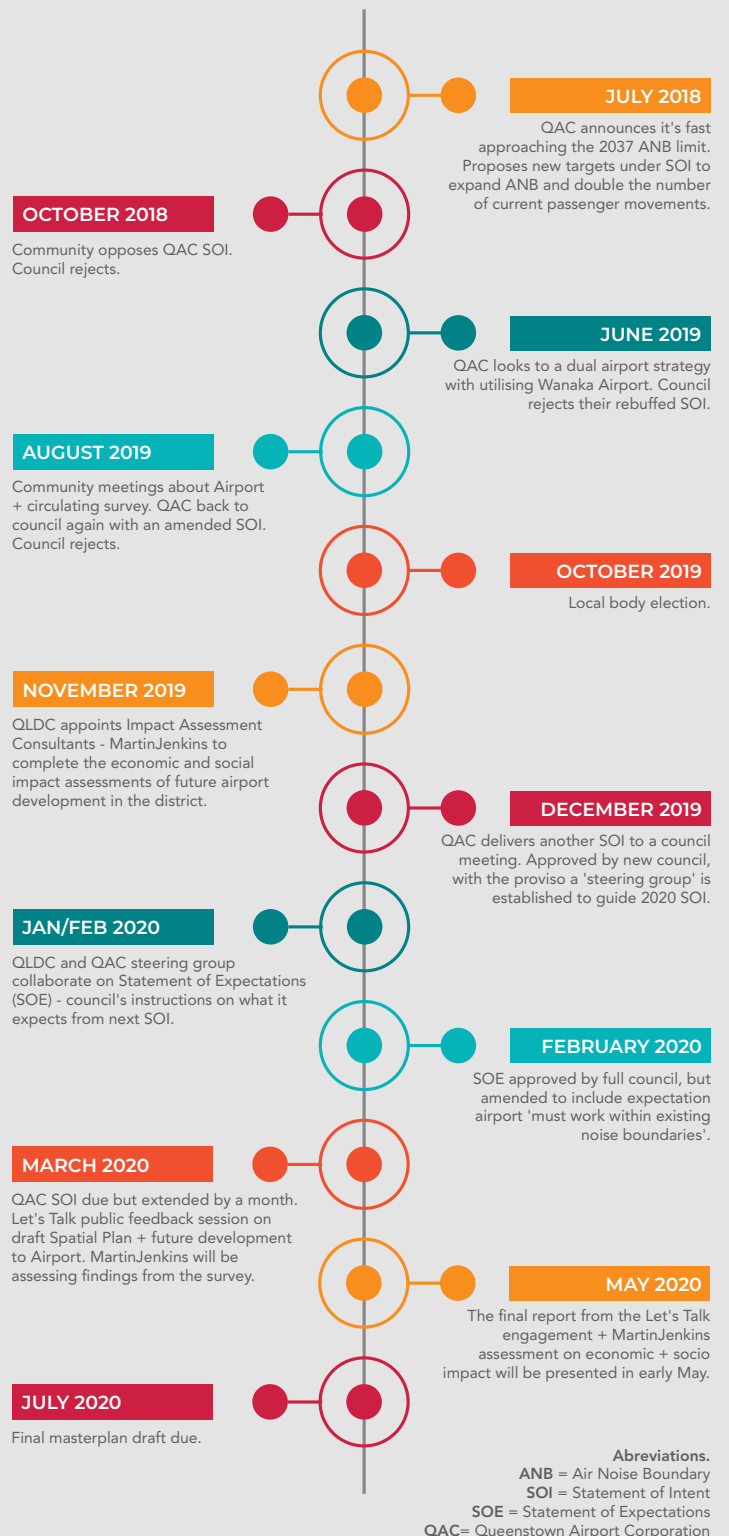 JULY 2018
QAC announces it's fast
approaching the 2037 ANB limit.
Proposes new targets under SOI to
expand ANB and double the number
of current passenger movements.
OCTOBER 2018
Community opposes QAC SOI.
Council rejects.
JUNE 2019
QAC looks to a dual airport strategy
with utilising Wanaka Airport. Council
rejects their rebuffed SOI.
AUGUST 2019
Community meetings about Airport
+ circulating survey. QAC back to
council again with an amended SOI.
Council rejects.
OCTOBER 2019
Local body election.
NOVEMBER 2019
QLDC appoints Impact Assessment
Consultants - MartinJenkins to
complete the economic and social
impact assessments of future airport
development in the district.
DECEMBER 2019
QAC delivers another SOI to a council
meeting. Approved by new council,
with the proviso a 'steering group' is
established to guide 2020 SOI.
JAN/FEB 2020
QLDC and QAC steering group
collaborate on Statement of Expectations
(SOE) - council's instructions on what it
expects from next SOI.
FEBRUARY 2020
SOE approved by full council, but
amended to include expectation
airport 'must work within existing
noise boundaries'.
MARCH 2020
QAC SOI due but extended by a month.
Let's Talk public feedback session on
draft Spatial Plan + future development
to Airport. MartinJenkins will be
assessing findings from the survey.
MAY 2020
The final report from the Let's Talk
engagement + MartinJenkins
assessment on economic + socio
impact will be presented in early May.
JULY 2020
Final masterplan draft due.
Abreviations.
ANB = Air Noise Boundary
SOI = Statement of Intent
SOE = Statement of Expectations
QAC= Queenstown Airport Corporation